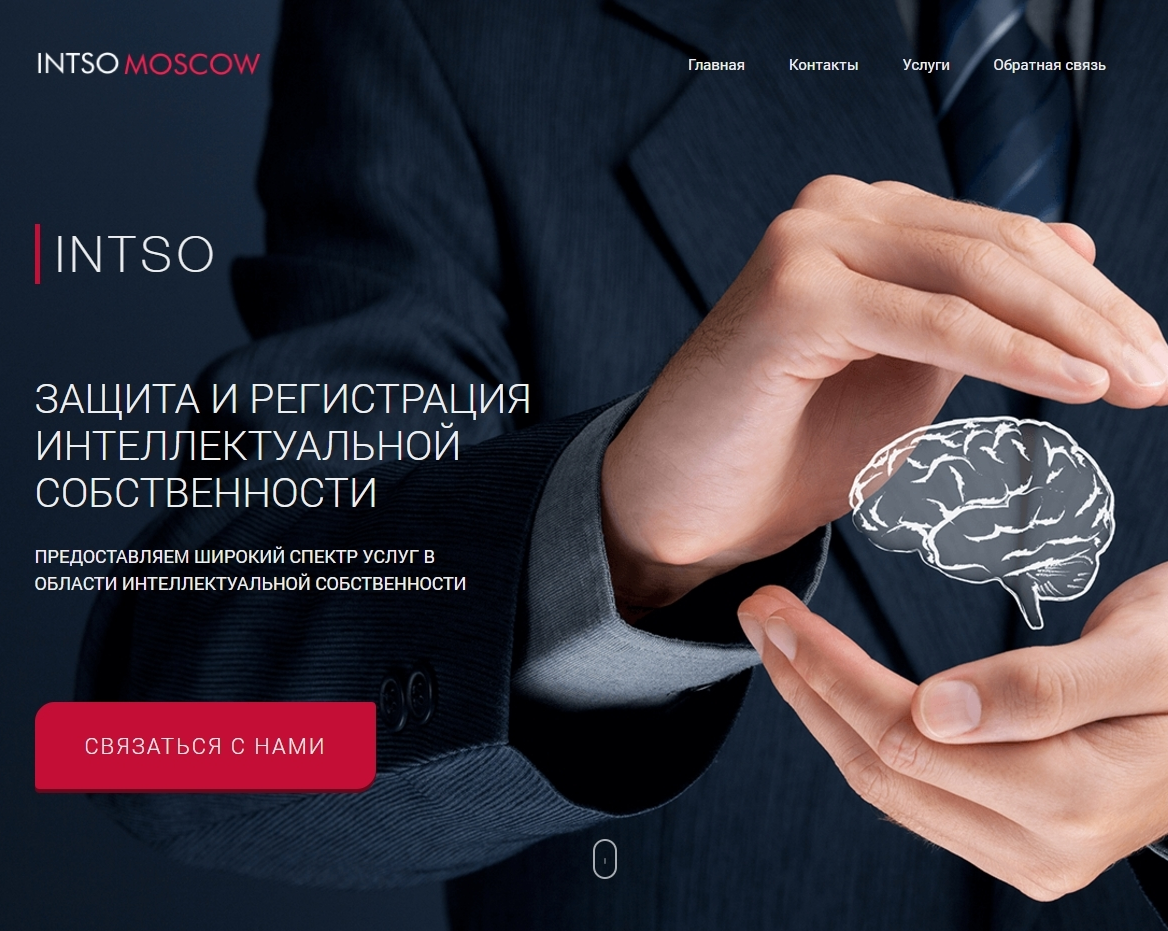 INTSO MOSCOW
Главная Контакты Услуги Обратная связь
INTSO
ЗАЩИТА И РЕГИСТРАЦИЯ
ИНТЕЛЛЕКТУАЛЬНОЙ
СОБСТВЕННОСТИ
ПРЕДОСТАВЛЯЕМ ШИРОКИЙ СПЕКТР УСЛУГ В
ОБЛАСТИ ИНТЕЛЛЕКТУАЛЬНОЙ СОБСТВЕННОСТИ
СВЯЗАТЬСЯ С НАМИ